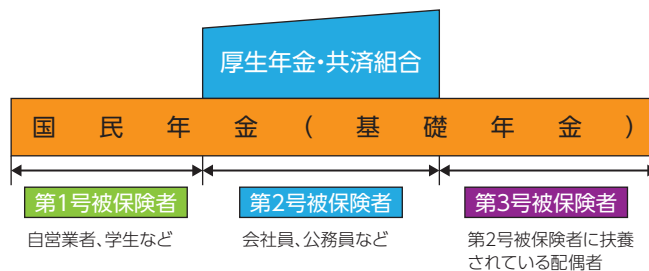 厚生年金・共済組合
国民年金(基礎年金)
第1号被保険者
第2号被保険者
第3号被保険者
自営業者、学生など
会社員、公務員など
第2号被保険者に扶養
されている配偶者